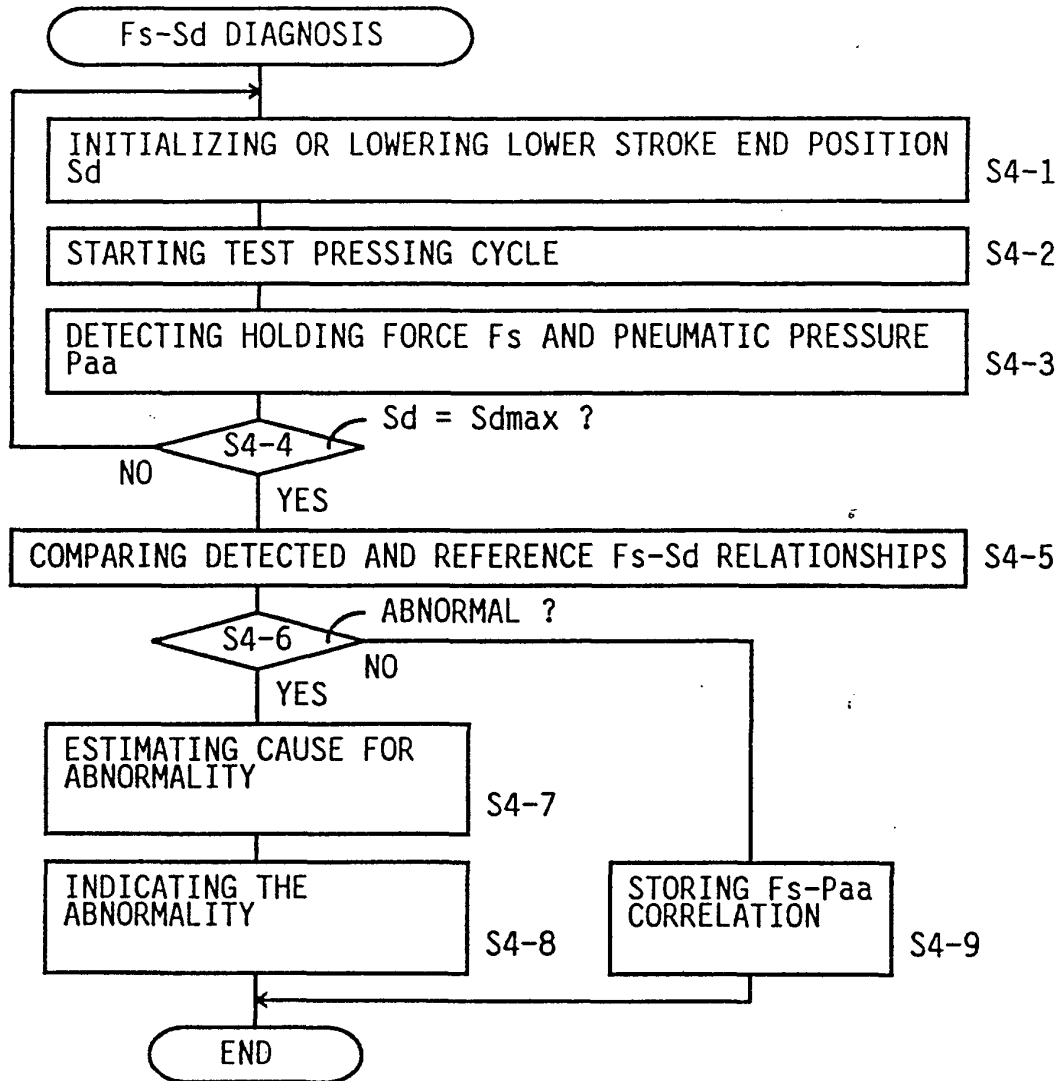 Fs-Sd DIAGNOSIS
INITIALIZING OR LOWERING LOWER STROKE END POSITION
Sd
S4-1
STARTING TEST PRESSING CYCLE
S4-2
DETECTING HOLDING FORCE Fs AND PNEUMATIC PRESSURE
Paa
S4-3
Sd = Sdmax ?
S4-4
NO
YES
COMPARING DETECTED AND REFERENCE Fs-Sd RELATIONSHIPS
S4-5
ABNORMAL ?
S4-6
NO
YES
ESTIMATING CAUSE FOR
ABNORMALITY
S4-7
INDICATING THE
ABNORMALITY
S4-8
STORING Fs-Paa
CORRELATION
S4-9
END